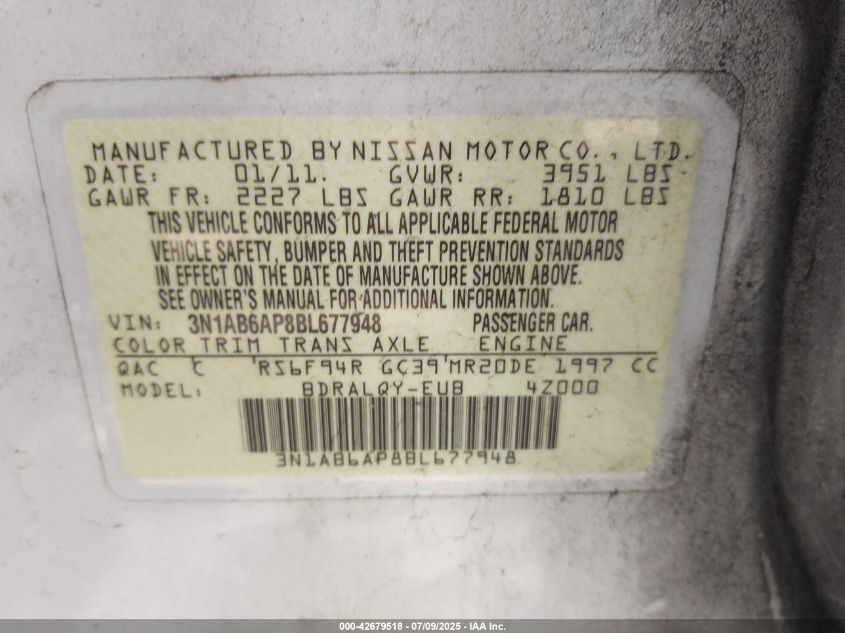 MANUFACTURED BY NISSAN MOTOR CO., LTD.
DATE: 01/11. GVWR: 3951 LBS
GAWR FR: 2227 LBS GAWR RR: 1810 LBS
THIS VEHICLE CONFORMS TO ALL APPLICABLE FEDERAL MOTOR
VEHICLE SAFETY, BUMPER AND THEFT PREVENTION STANDARDS
IN EFFECT ON THE DATE OF MANUFACTURE SHOWN ABOVE.
SEE OWNER'S MANUAL FOR ADDITIONAL INFORMATION
VIN: 3N1AB6AP8BL677948 PASSENGER CAR.
COLOR TRIM TRANS AXLE ENGINE
QAC C RS6F94R GC39 MR20DE 1997 CC
MODEL: BDRALQY-EUB 4Z000
3N1AB6AP8BL677948
000-42679518 / 07/09/2025 - IAA Inc.